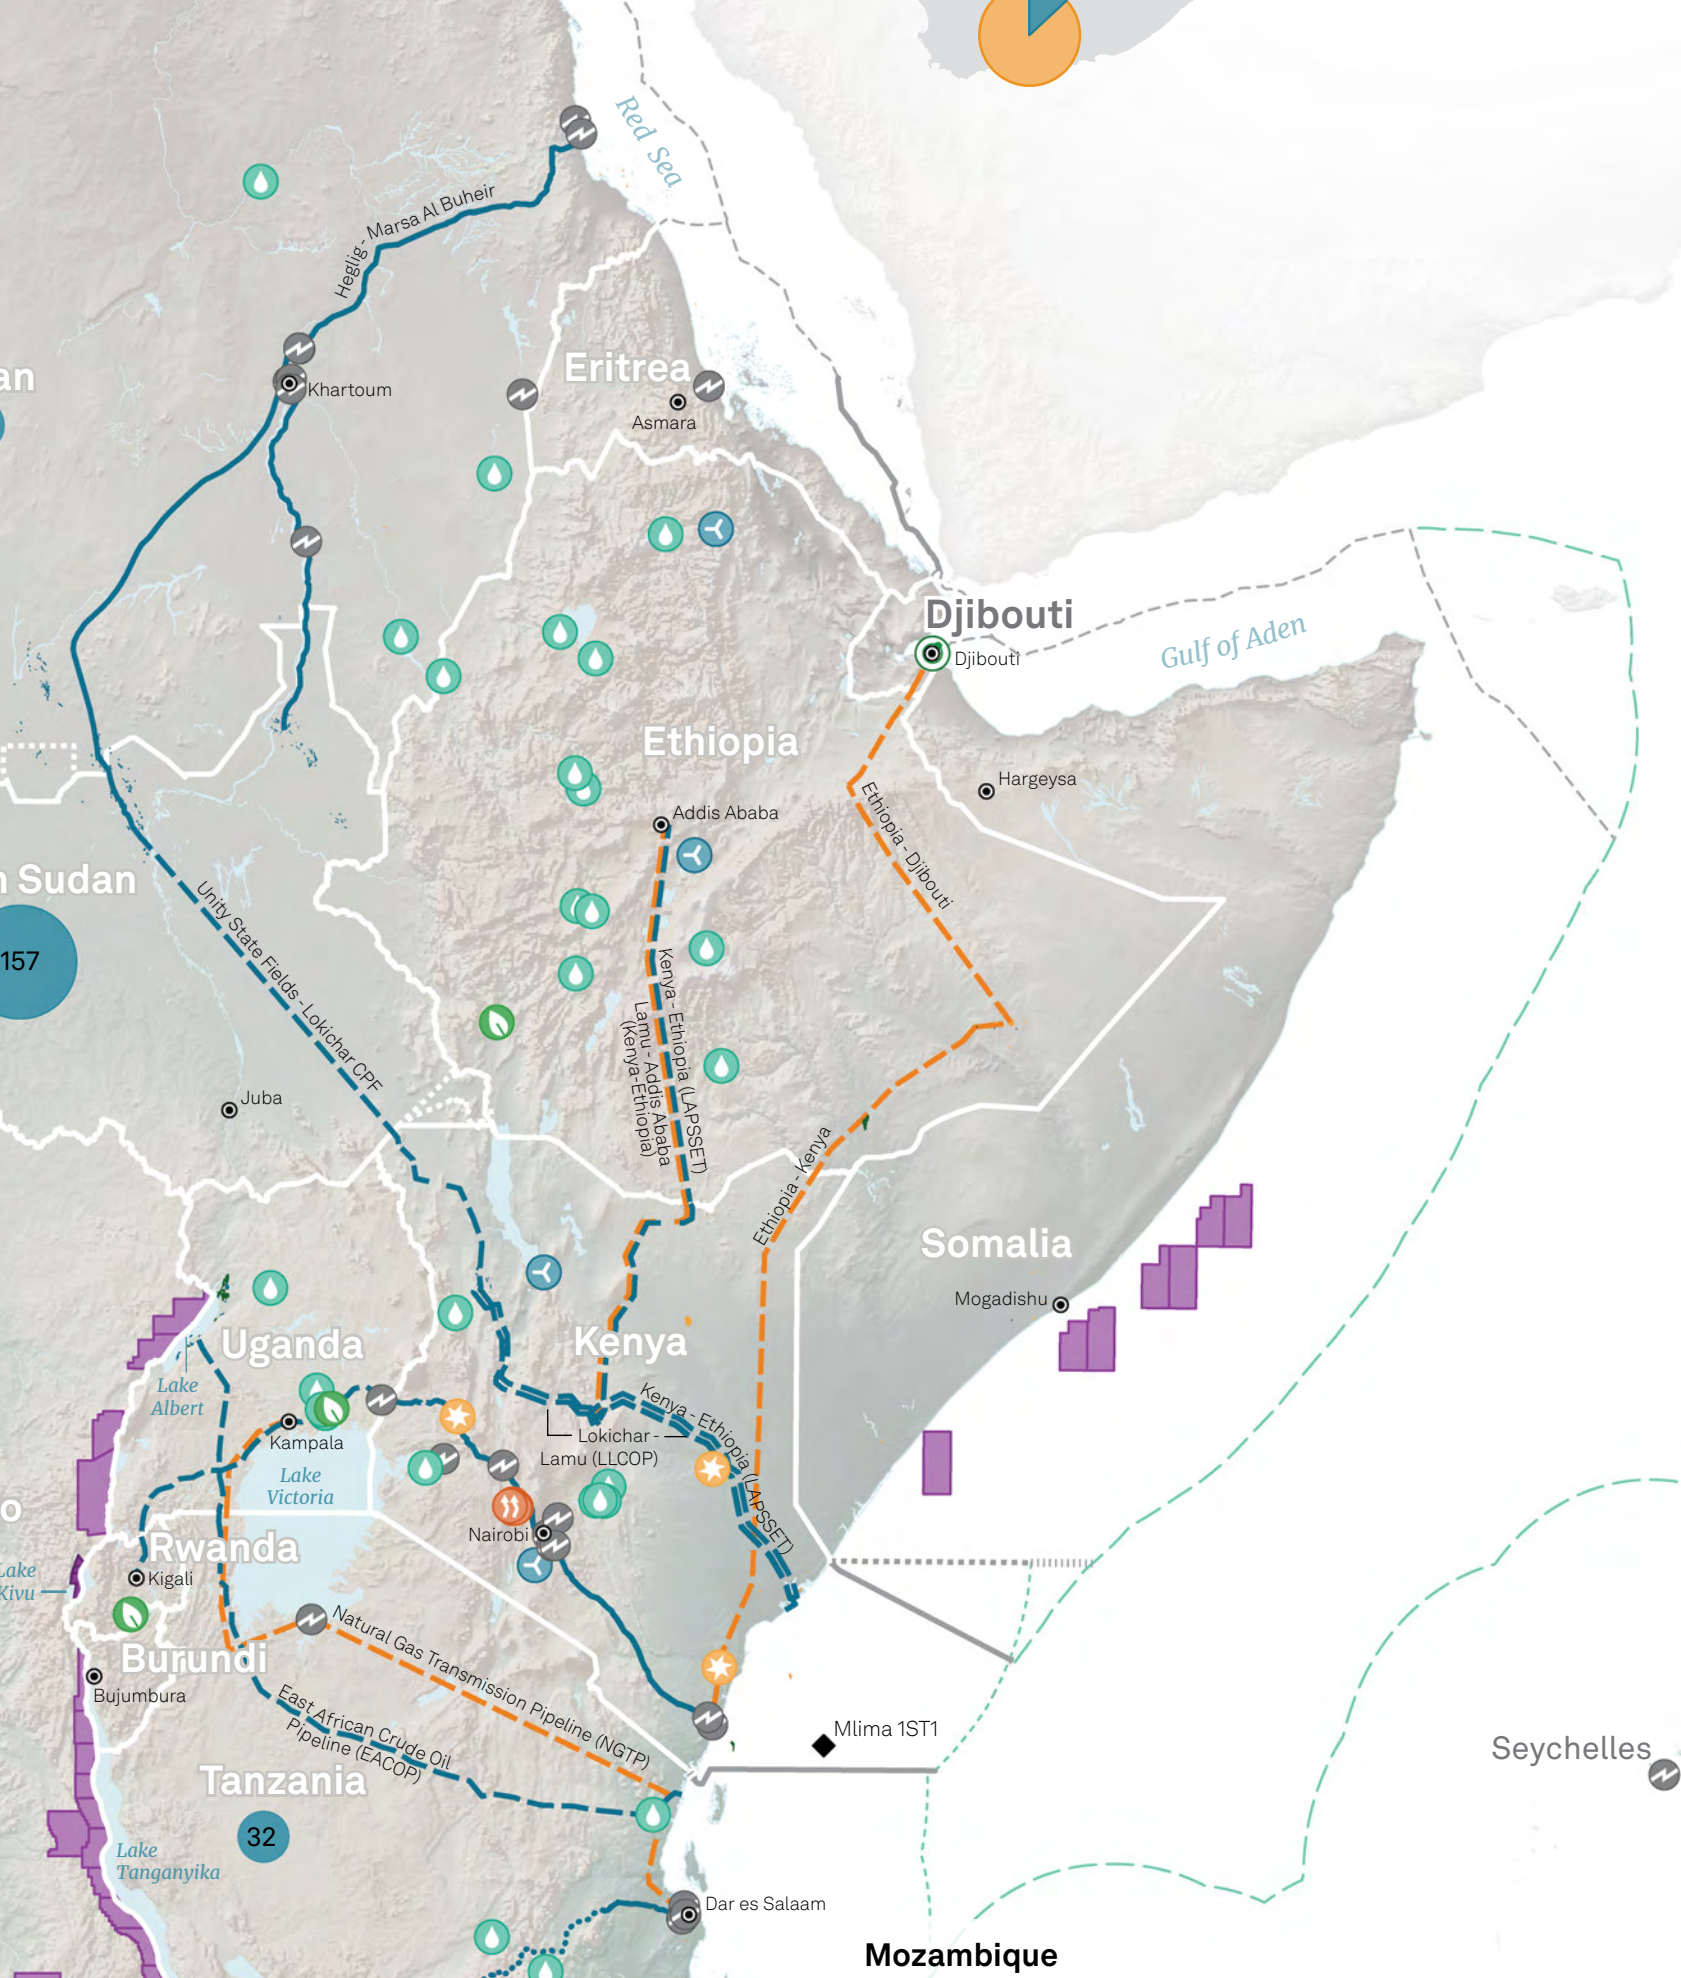 Red Sea
Heglig - Marsa Al Buheir
an
Eritrea
Khartoum
Asmara
Djibouti
Djibouti
Gulf of Aden
Ethiopia
Hargeysa
Addis Ababa
Ethiopia - Djibouti
n Sudan
157
Unity State Fields - Lokichar CPF
Kenya - Ethiopia (LAPSSET)
Lamu - Addis Ababa
(Kenya-Ethiopia)
Juba
Ethiopia - Kenya
Somalia
Mogadishu
Uganda
Kenya
Lake
Albert
Kenya - Ethiopia (LAPSSET)
Lokichar -
Lamu (LLCOP)
Kampala
Lake
Victoria
o
Nairobi
Rwanda
Lake
Kivu
Kigali
Natural Gas Transmission Pipeline (NGTP)
Burundi
Bujumbura
East African Crude Oil
Pipeline (EACOP)
Mlima 1ST1
Seychelles
Tanzania
32
Lake
Tanganyika
Dar es Salaam
Mozambique